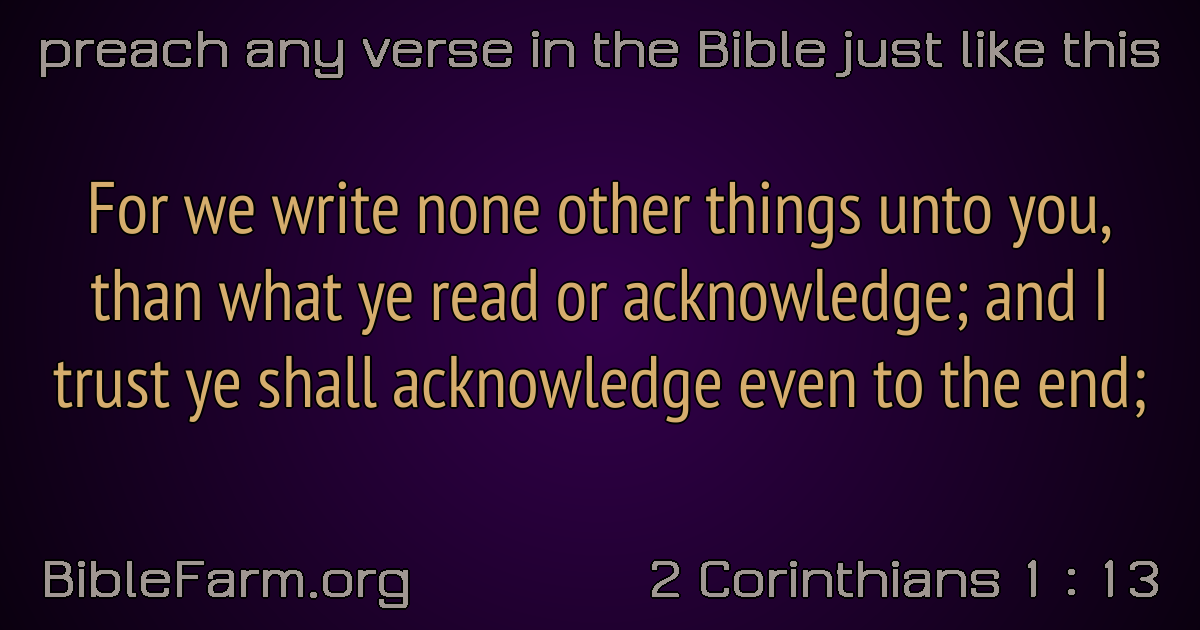 preach any verse in the Bible just like this
For we write none other things unto you,
than what ye read or acknowledge; and I
trust ye shall acknowledge even to the end;
BibleFarm.org
2 Corinthians 1 : 13